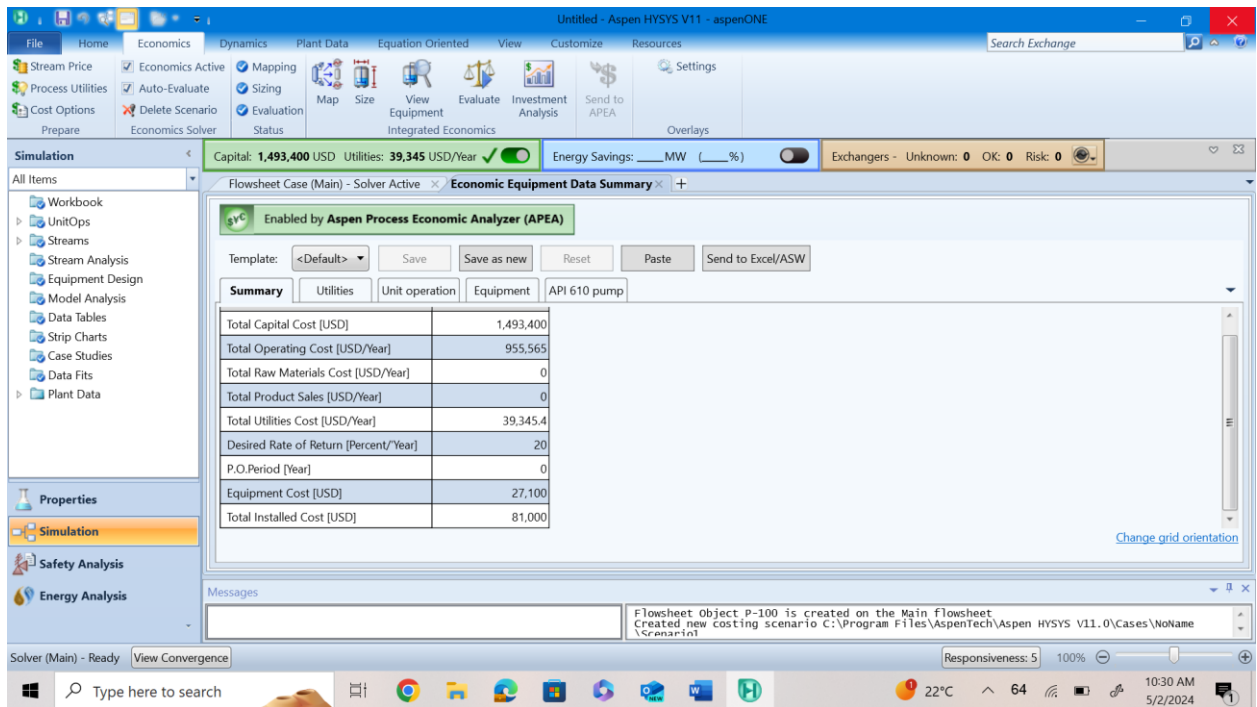 Untitled - Aspen HYSYS V11 - aspenONE
File Home Economics Dynamics Plant Data Equation Oriented View Customize Resources Search Exchange
Stream Price Economics Active Mapping Settings
Process Utilities Auto-Evaluate Sizing
Cost Options Delete Scenario Evaluation
Map Size View Equipment Evaluate Investment Analysis Send to APEA
Prepare Economics Solver Status Integrated Economics Overlays
Simulation Capital: 1,493,400 USD Utilities: 39,345 USD/Year Energy Savings: ____MW (____%) Exchangers - Unknown: 0 OK: 0 Risk: 0
All Items Flowsheet Case (Main) - Solver Active Economic Equipment Data Summary +
Workbook
UnitOps
Streams
Stream Analysis
Equipment Design
Model Analysis
Data Tables
Strip Charts
Case Studies
Data Fits
Plant Data
Properties
Simulation
Safety Analysis
Energy Analysis
syc Enabled by Aspen Process Economic Analyzer (APEA)
Template: <Default> Save Save as new Reset Paste Send to Excel/ASW
Summary Utilities Unit operation Equipment API 610 pump
Total Capital Cost [USD] 1,493,400
Total Operating Cost [USD/Year] 955,565
Total Raw Materials Cost [USD/Year] 0
Total Product Sales [USD/Year] 0
Total Utilities Cost [USD/Year] 39,345.4
Desired Rate of Return [Percent/'Year] 20
P.O.Period [Year] 0
Equipment Cost [USD] 27,100
Total Installed Cost [USD] 81,000
Change grid orientation
Messages
Flowsheet Object P-100 is created on the Main flowsheet
Created new costing scenario C:\Program Files\AspenTech\Aspen HYSYS V11.0\Cases\NoName
\Scenario1
Solver (Main) - Ready View Convergence Responsiveness: 5 100%
Type here to search 22°C 64 10:30 AM
5/2/2024